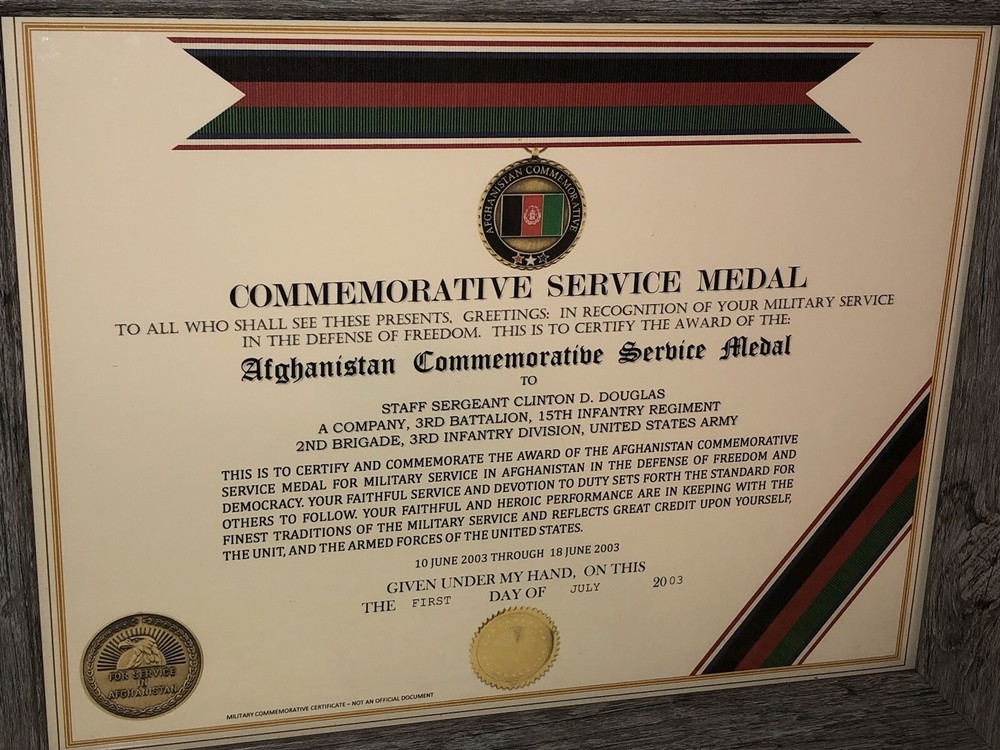 AFGHANISTAN COMMEMORATIVE
COMMEMORATIVE SERVICE MEDAL
TO ALL WHO SHALL SEE THESE PRESENTS, GREETINGS: IN RECOGNITION OF YOUR MILITARY SERVICE
IN THE DEFENSE OF FREEDOM. THIS IS TO CERTIFY THE AWARD OF THE:
Afghanistan Commemorative Service Medal
TO
STAFF SERGEANT CLINTON D. DOUGLAS
A COMPANY, 3RD BATTALION, 15TH INFANTRY REGIMENT
2ND BRIGADE, 3RD INFANTRY DIVISION, UNITED STATES ARMY
THIS IS TO CERTIFY AND COMMEMORATE THE AWARD OF THE AFGHANISTAN COMMEMORATIVE
SERVICE MEDAL FOR MILITARY SERVICE IN AFGHANISTAN IN THE DEFENSE OF FREEDOM AND
DEMOCRACY. YOUR FAITHFUL SERVICE AND DEVOTION TO DUTY SETS FORTH THE STANDARD FOR
OTHERS TO FOLLOW. YOUR FAITHFUL AND HEROIC PERFORMANCE ARE IN KEEPING WITH THE
FINEST TRADITIONS OF THE MILITARY SERVICE AND REFLECTS GREAT CREDIT UPON YOURSELF,
THE UNIT, AND THE ARMED FORCES OF THE UNITED STATES.
10 JUNE 2003 THROUGH 18 JUNE 2003
GIVEN UNDER MY HAND, ON THIS
THE FIRST DAY OF JULY 2003
FOR SERVICE
IN
AFGHANISTAN
MILITARY COMMEMORATIVE CERTIFICATE – NOT AN OFFICIAL DOCUMENT